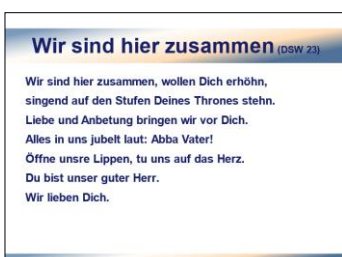 Wir sind hier zusammen (DSW 23)
Wir sind hier zusammen, wollen Dich erhöhn,
singend auf den Stufen Deines Thrones stehn.
Liebe und Anbetung bringen wir vor Dich.
Alles in uns jubelt laut: Abba Vater!
Öffne unsre Lippen, tu uns auf das Herz.
Du bist unser guter Herr.
Wir lieben Dich.